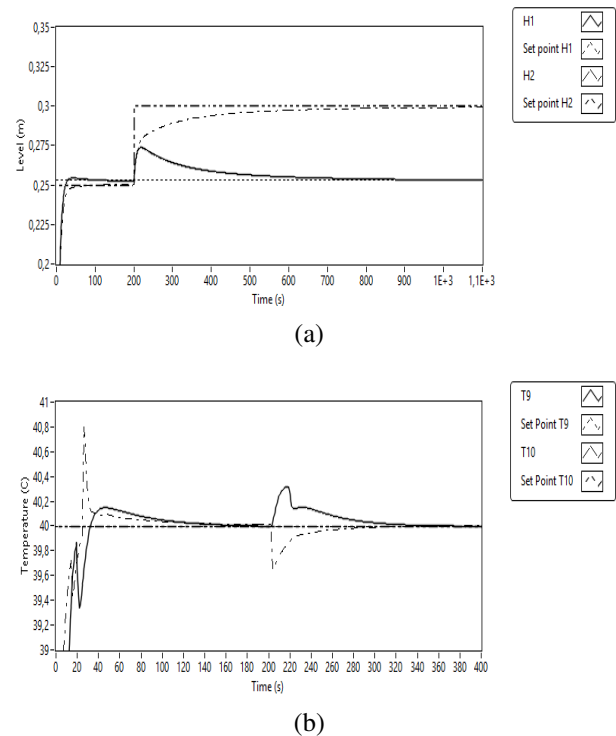 0,35
0,325
0,3
0,275
0,25
0,225
0,2
Level (m)
0 100 200 300 400 500 600 700 800 900 1E+3 1,1E+3
Time (s)
H1
Set point H1
H2
Set point H2
(a)
41
40,8
40,6
40,4
40,2
40
39,8
39,6
39,4
39,2
39
Temperature (C)
0 20 40 60 80 100 120 140 160 180 200 220 240 260 280 300 320 340 360 380 400
Time (s)
T9
Set Point T9
T10
Set Point T10
(b)